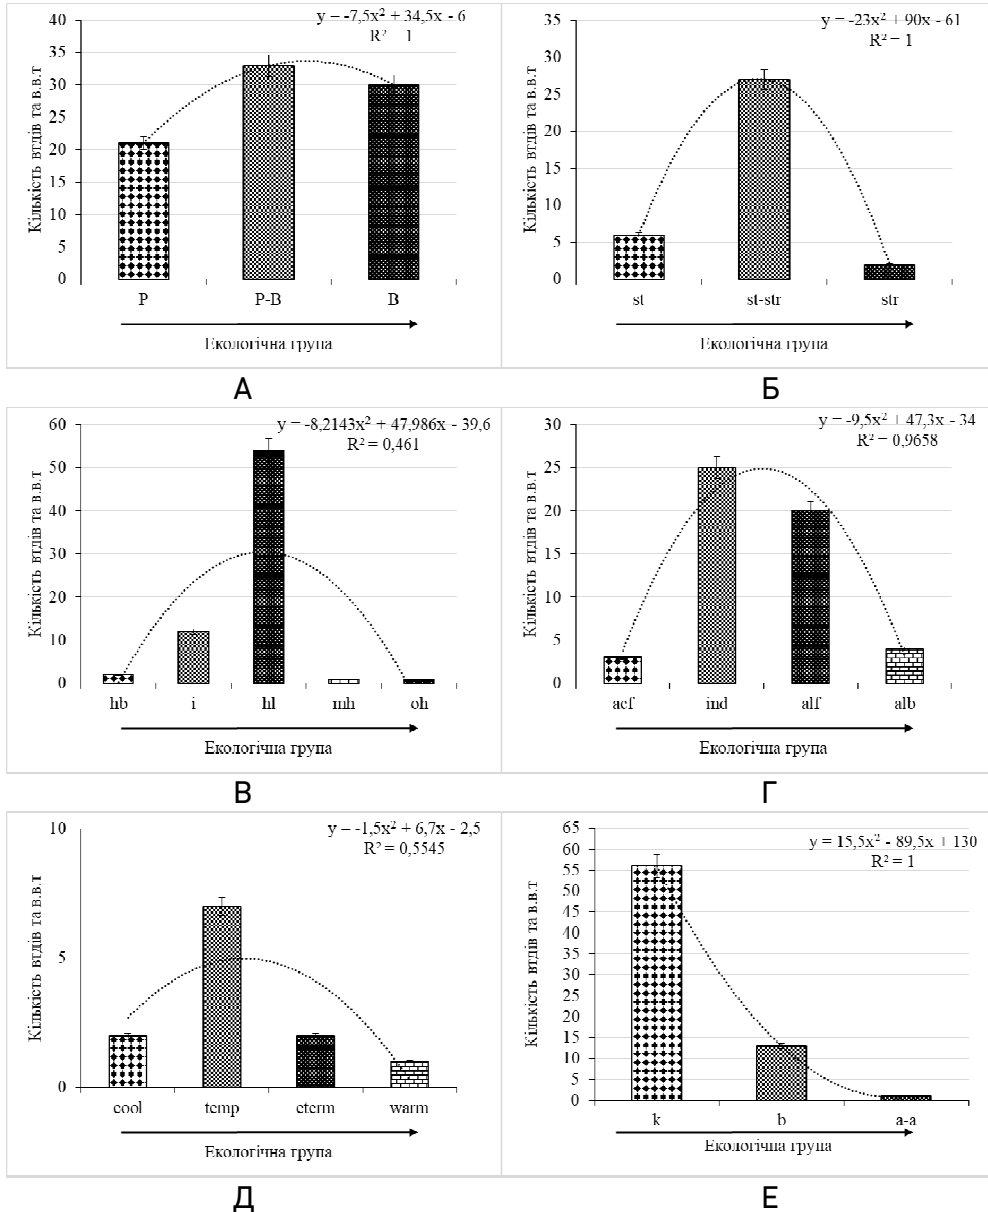 y = -7,5x² + 34,5x - 6
R² = 1
Кількість втдів та в.в.т
40
35
30
25
20
15
10
5
0
P P-B B
Екологічна група
А
y = -23x² + 90x - 61
R² = 1
Кількість втдів та в.в.т
35
30
25
20
15
10
5
0
st st-str str
Екологічна група
Б
y = -8,2143x² + 47,986x - 39,6
R² = 0,461
Кількість втдів та в.в.т
60
50
40
30
20
10
0
hb i hl mh oh
Екологічна група
В
y = -9,5x² + 47,3x - 34
R² = 0,9658
Кількість втдів та в.в.т
30
25
20
15
10
5
0
acf ind alf alb
Екологічна група
Г
y = -1,5x² + 6,7x - 2,5
R² = 0,5545
Кількість втдів та в.в.т
10
5
0
cool temp eterm warm
Екологічна група
Д
y = 15,5x² - 89,5x + 130
R² = 1
Кількість втдів та в.в.т
65
60
55
50
45
40
35
30
25
20
15
10
5
0
k b a-a
Екологічна група
Е